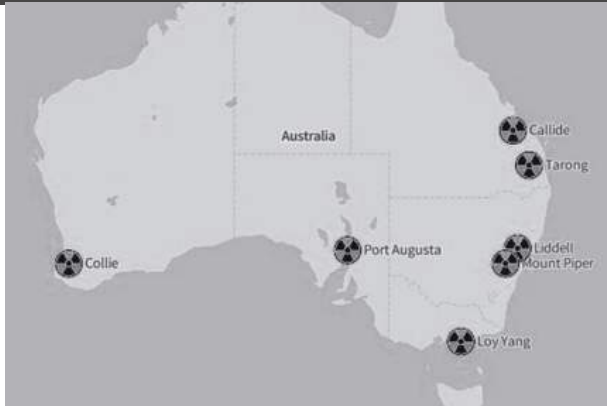 Callide
Australia
Tarong
Liddell
Port Augusta
Mount Piper
Collie
Loy Yang